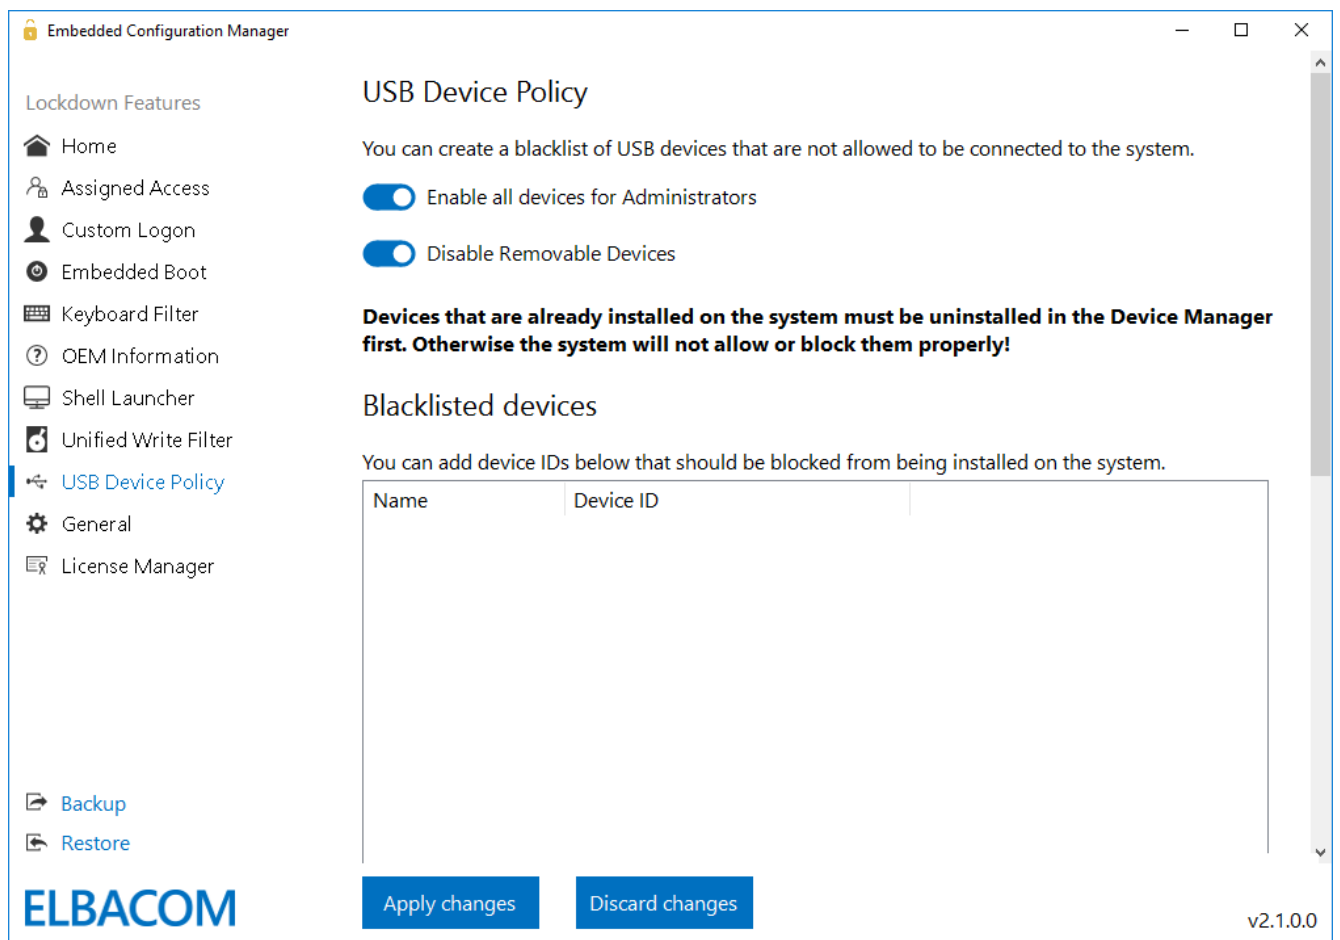 Embedded Configuration Manager
Lockdown Features
Home
Assigned Access
Custom Logon
Embedded Boot
Keyboard Filter
OEM Information
Shell Launcher
Unified Write Filter
USB Device Policy
General
License Manager
Backup
Restore
ELBACOM
USB Device Policy
You can create a blacklist of USB devices that are not allowed to be connected to the system.
Enable all devices for Administrators
Disable Removable Devices
Devices that are already installed on the system must be uninstalled in the Device Manager
first. Otherwise the system will not allow or block them properly!
Blacklisted devices
You can add device IDs below that should be blocked from being installed on the system.
Name Device ID
Apply changes Discard changes
v2.1.0.0